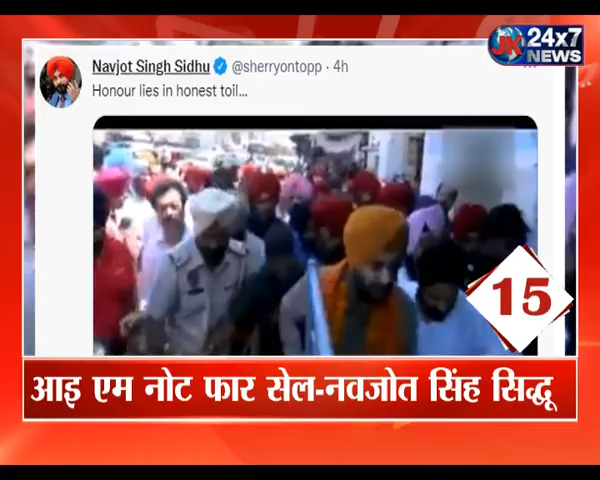 JK 24x7
NEWS
Navjot Singh Sidhu @sherryontopp · 4h
Honour lies in honest toil...
15
आइ एम नोट फार सेल-नवजोत सिंह सिद्धू